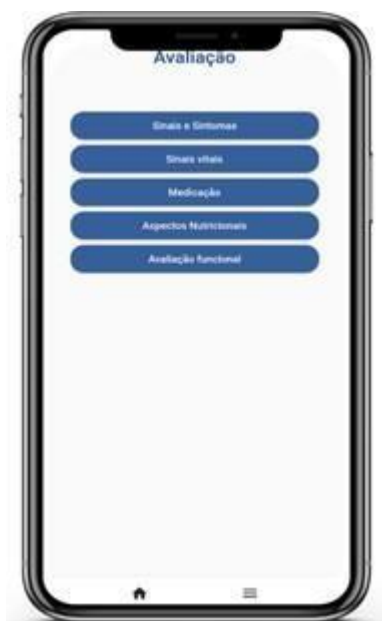 Avaliação
Sinais e Sintomas
Sinais vitais
Medicação
Aspectos Nutricionais
Avaliação funcional